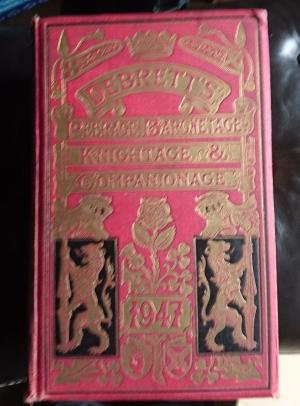 DEBRETT'S
PEERAGE, BARONETAGE,
KNIGHTAGE, &
COMPANIONAGE.
1947